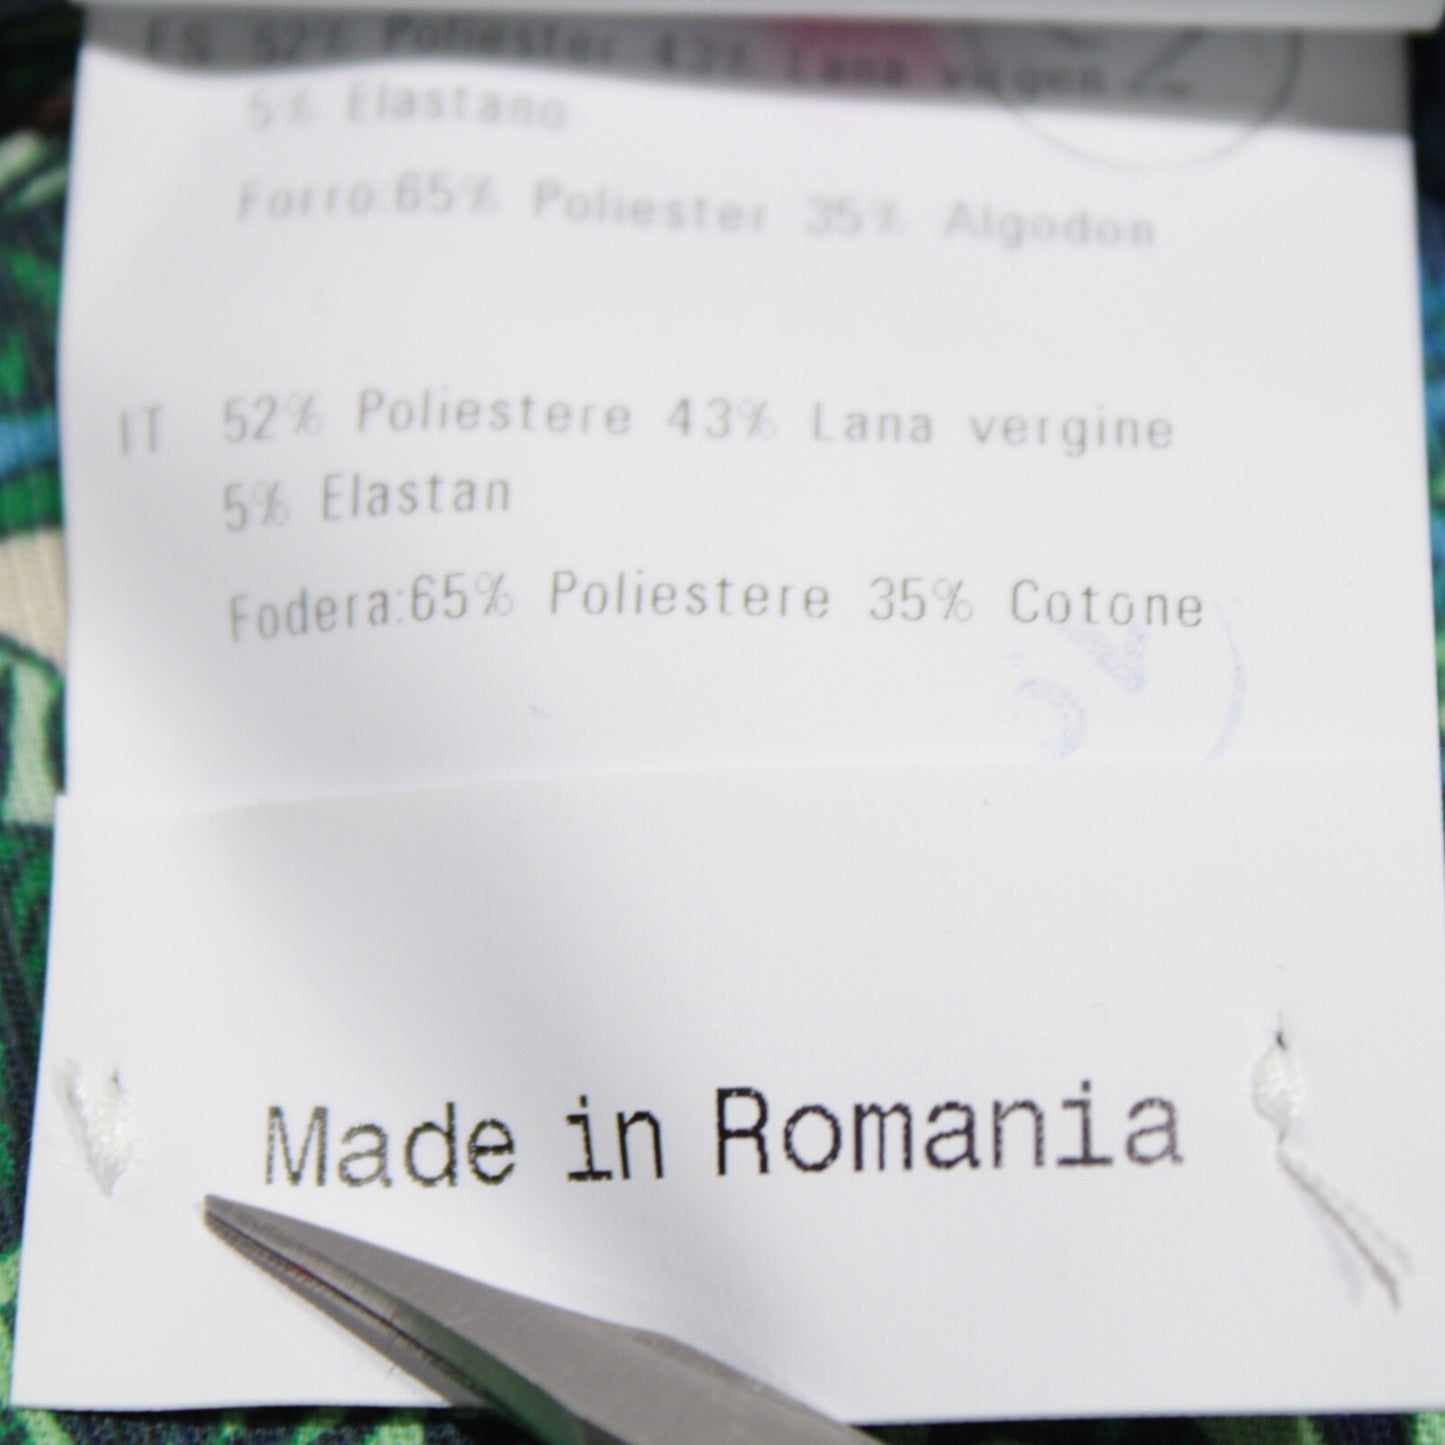 ES 52% Poliester 43% Lana virgen
5% Elastano
Forro:65% Poliester 35% Algodon
IT 52% Poliestere 43% Lana vergine
5% Elastan
Fodera:65% Poliestere 35% Cotone
Made in Romania